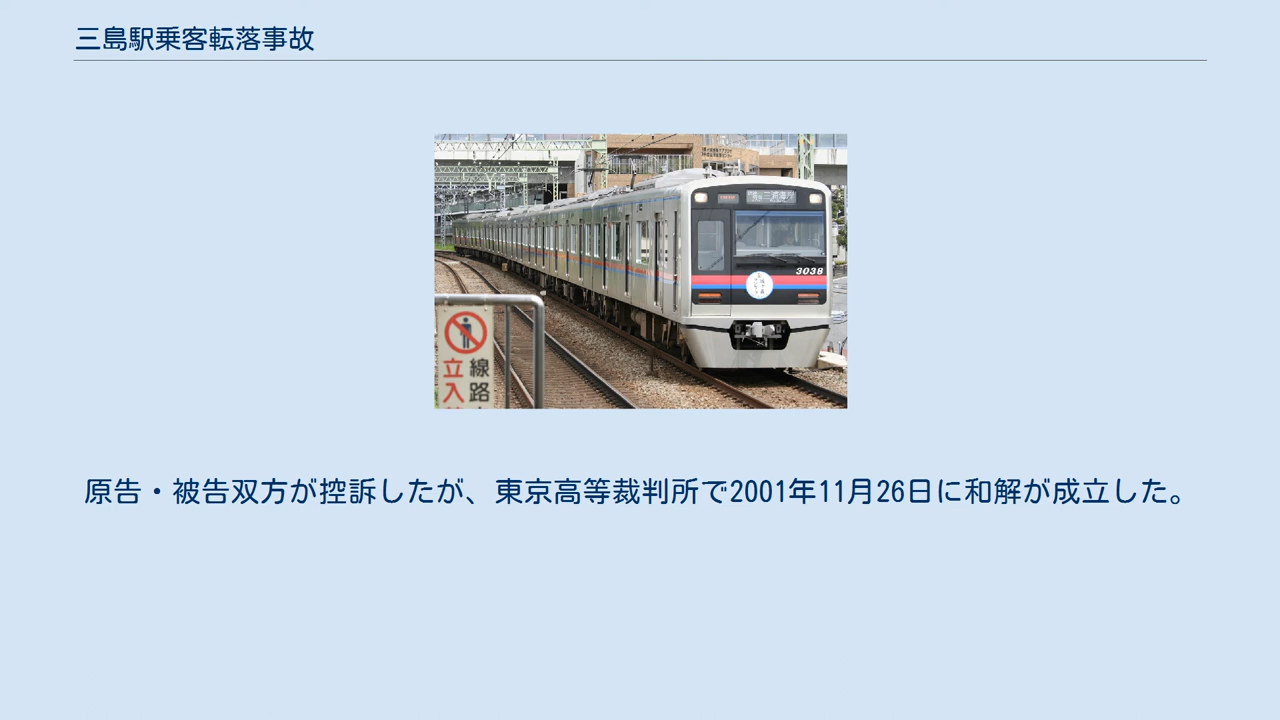 三島駅乗客転落事故
3038
線路
立入
原告・被告双方が控訴したが、東京高等裁判所で2001年11月26日に和解が成立した。